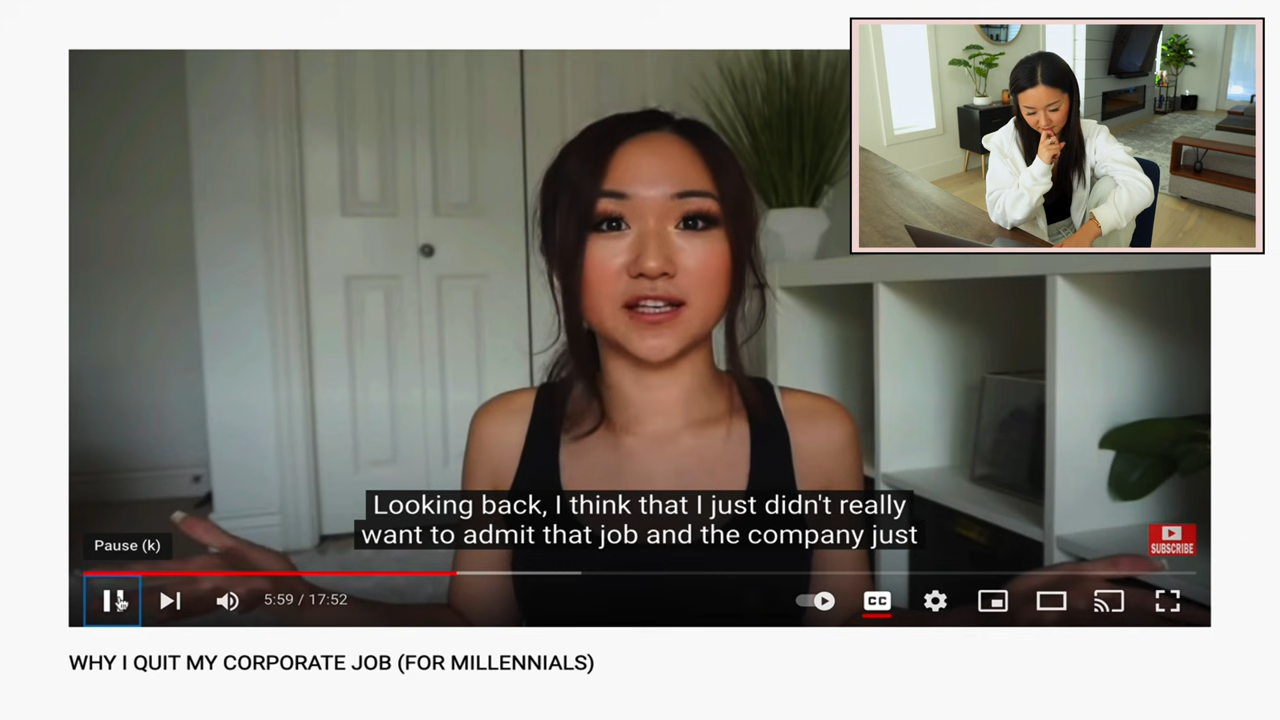 Looking back, I think that I just didn't really
want to admit that job and the company just
SUBSCRIBE
Pause (k)
5:59 / 17:52
CC
WHY I QUIT MY CORPORATE JOB (FOR MILLENNIALS)